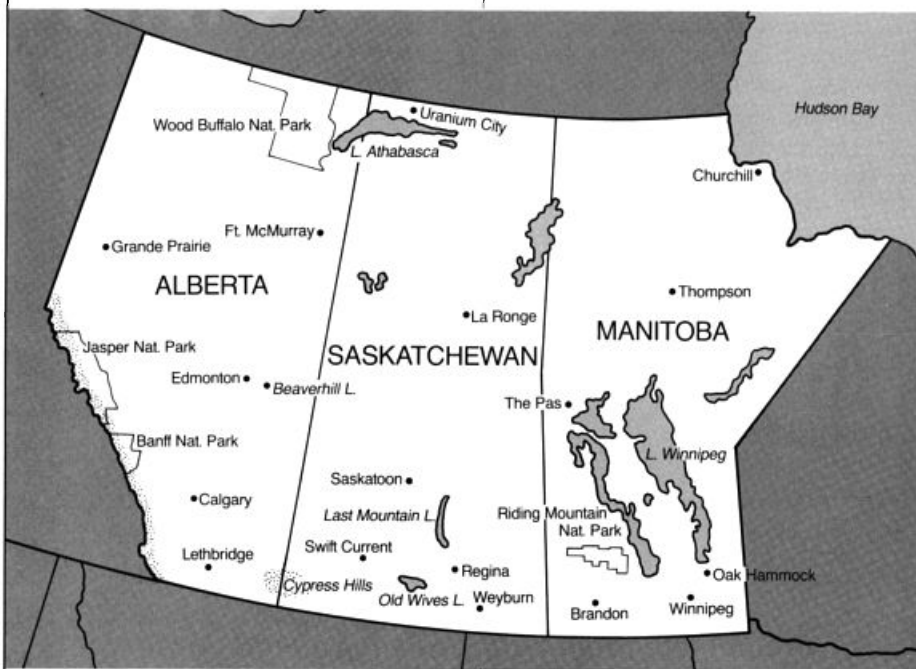 Hudson Bay
Uranium City
Wood Buffalo Nat. Park
L. Athabasca
Churchill
Ft. McMurray
Grande Prairie
ALBERTA
Thompson
La Ronge
MANITOBA
Jasper Nat. Park
SASKATCHEWAN
Edmonton
Beaverhill L.
The Pas
Banff Nat. Park
L. Winnipeg
Saskatoon
Calgary
Last Mountain L.
Riding Mountain
Nat. Park
Swift Current
Lethbridge
Regina
Oak Hammock
Cypress Hills
Old Wives L.
Weyburn
Brandon
Winnipeg